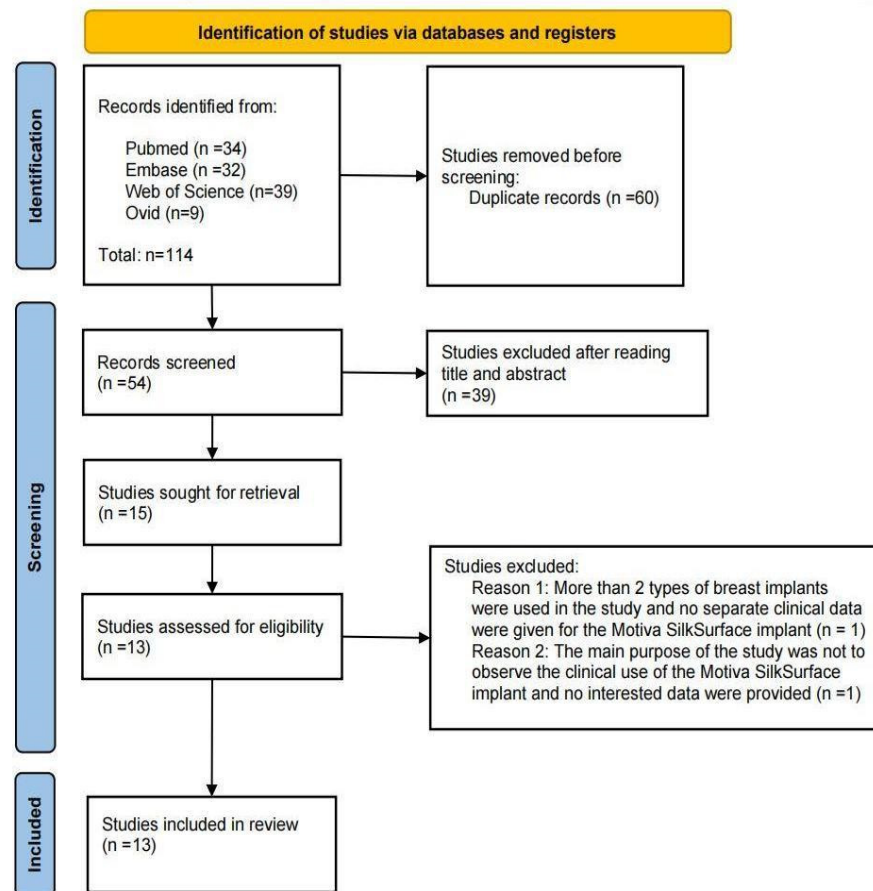 Identification of studies via databases and registers
Identification
Records identified from:
Pubmed (n =34)
Embase (n =32)
Web of Science (n=39)
Ovid (n=9)
Total: n=114
Studies removed before
screening:
Duplicate records (n =60)
Screening
Records screened
(n =54)
Studies excluded after reading
title and abstract
(n =39)
Studies sought for retrieval
(n =15)
Studies assessed for eligibility
(n =13)
Studies excluded:
Reason 1: More than 2 types of breast implants
were used in the study and no separate clinical data
were given for the Motiva SilkSurface implant (n = 1)
Reason 2: The main purpose of the study was not to
observe the clinical use of the Motiva SilkSurface
implant and no interested data were provided (n =1)
Included
Studies included in review
(n =13)